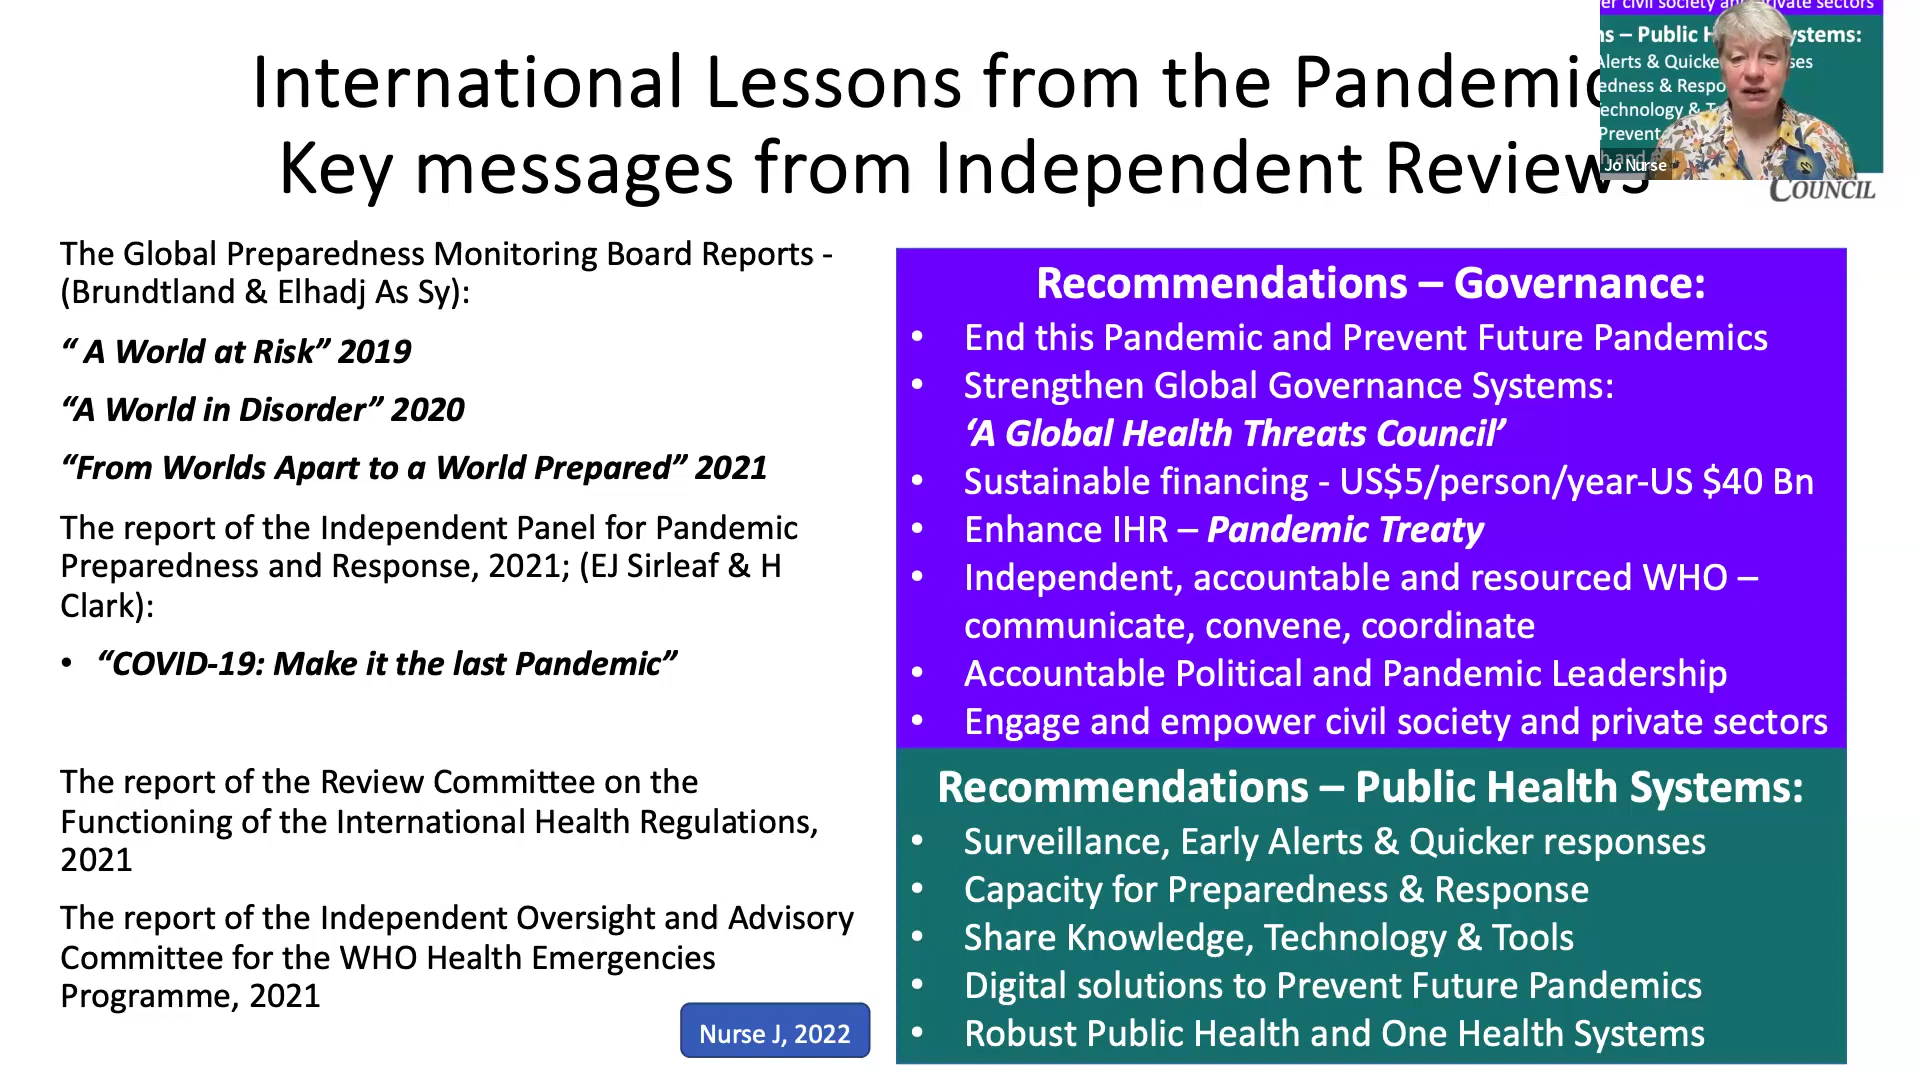 International Lessons from the Pandemic
Key messages from Independent Reviews
The Global Preparedness Monitoring Board Reports -
(Brundtland & Elhadj As Sy):
“ A World at Risk” 2019
“A World in Disorder” 2020
“From Worlds Apart to a World Prepared” 2021
The report of the Independent Panel for Pandemic
Preparedness and Response, 2021; (EJ Sirleaf & H
Clark):
• “COVID-19: Make it the last Pandemic”
The report of the Review Committee on the
Functioning of the International Health Regulations,
2021
The report of the Independent Oversight and Advisory
Committee for the WHO Health Emergencies
Programme, 2021
Nurse J, 2022
Recommendations – Governance:
• End this Pandemic and Prevent Future Pandemics
• Strengthen Global Governance Systems:
‘A Global Health Threats Council’
• Sustainable financing - US$5/person/year-US $40 Bn
• Enhance IHR – Pandemic Treaty
• Independent, accountable and resourced WHO –
communicate, convene, coordinate
• Accountable Political and Pandemic Leadership
• Engage and empower civil society and private sectors
Recommendations – Public Health Systems:
• Surveillance, Early Alerts & Quicker responses
• Capacity for Preparedness & Response
• Share Knowledge, Technology & Tools
• Digital solutions to Prevent Future Pandemics
• Robust Public Health and One Health Systems
civil society
– Public
Alerts &
Prevent
Jo Nurse
COUNCIL